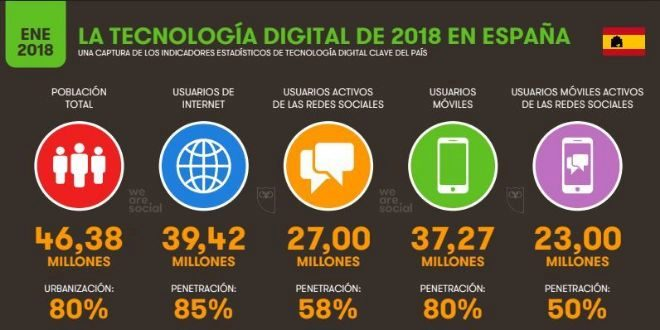 ENE
2018
LA TECNOLOGÍA DIGITAL DE 2018 EN ESPAÑA
UNA CAPTURA DE LOS INDICADORES ESTADÍSTICOS DE TECNOLOGÍA DIGITAL CLAVE DEL PAÍS
POBLACIÓN
TOTAL
USUARIOS DE
INTERNET
USUARIOS ACTIVOS
DE LAS REDES SOCIALES
USUARIOS
MÓVILES
USUARIOS MÓVILES ACTIVOS
DE LAS REDES SOCIALES
we
are
social
we
are
social
46,38
MILLONES
39,42
MILLONES
27,00
MILLONES
37,27
MILLONES
23,00
MILLONES
URBANIZACIÓN:
80%
PENETRACIÓN:
85%
PENETRACIÓN:
58%
PENETRACIÓN:
80%
PENETRACIÓN:
50%